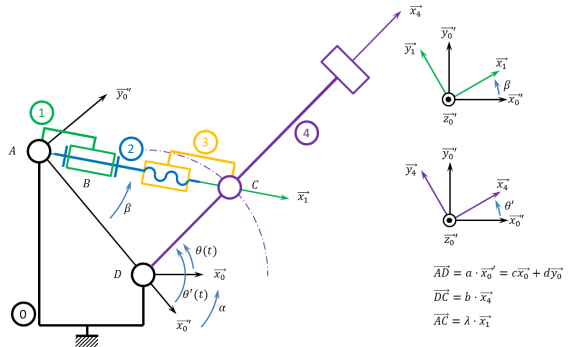 x₄
y₀″
1
A
2
3
4
B
C
x₁
β
D
θ(t)
x₀
θ′(t)
α
x₀″
0
y₀″
y₁
x₁
β
x₀″
z₀″
y₀″
y₄
x₄
θ′
x₀″
z₀″
AD = a · x₀′ = cx₀ + dy₀
DC = b · x₄
AC = λ · x₁